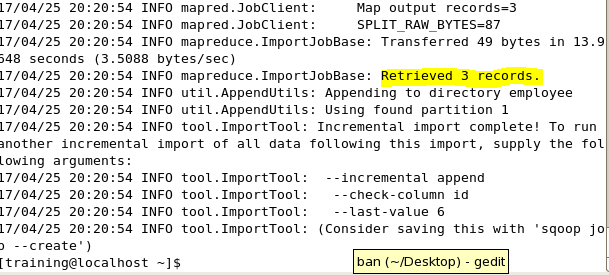 17/04/25 20:20:54 INFO mapred.JobClient:     Map output records=3
17/04/25 20:20:54 INFO mapred.JobClient:     SPLIT_RAW_BYTES=87
17/04/25 20:20:54 INFO mapreduce.ImportJobBase: Transferred 49 bytes in 13.9
648 seconds (3.5088 bytes/sec)
17/04/25 20:20:54 INFO mapreduce.ImportJobBase: Retrieved 3 records.
17/04/25 20:20:54 INFO util.AppendUtils: Appending to directory employee
17/04/25 20:20:54 INFO util.AppendUtils: Using found partition 1
17/04/25 20:20:54 INFO tool.ImportTool: Incremental import complete! To run
another incremental import of all data following this import, supply the fol
lowing arguments:
17/04/25 20:20:54 INFO tool.ImportTool:  --incremental append
17/04/25 20:20:54 INFO tool.ImportTool:   --check-column id
17/04/25 20:20:54 INFO tool.ImportTool:   --last-value 6
17/04/25 20:20:54 INFO tool.ImportTool: (Consider saving this with 'sqoop jo
b --create')
[training@localhost ~]$
ban (~/Desktop) - gedit